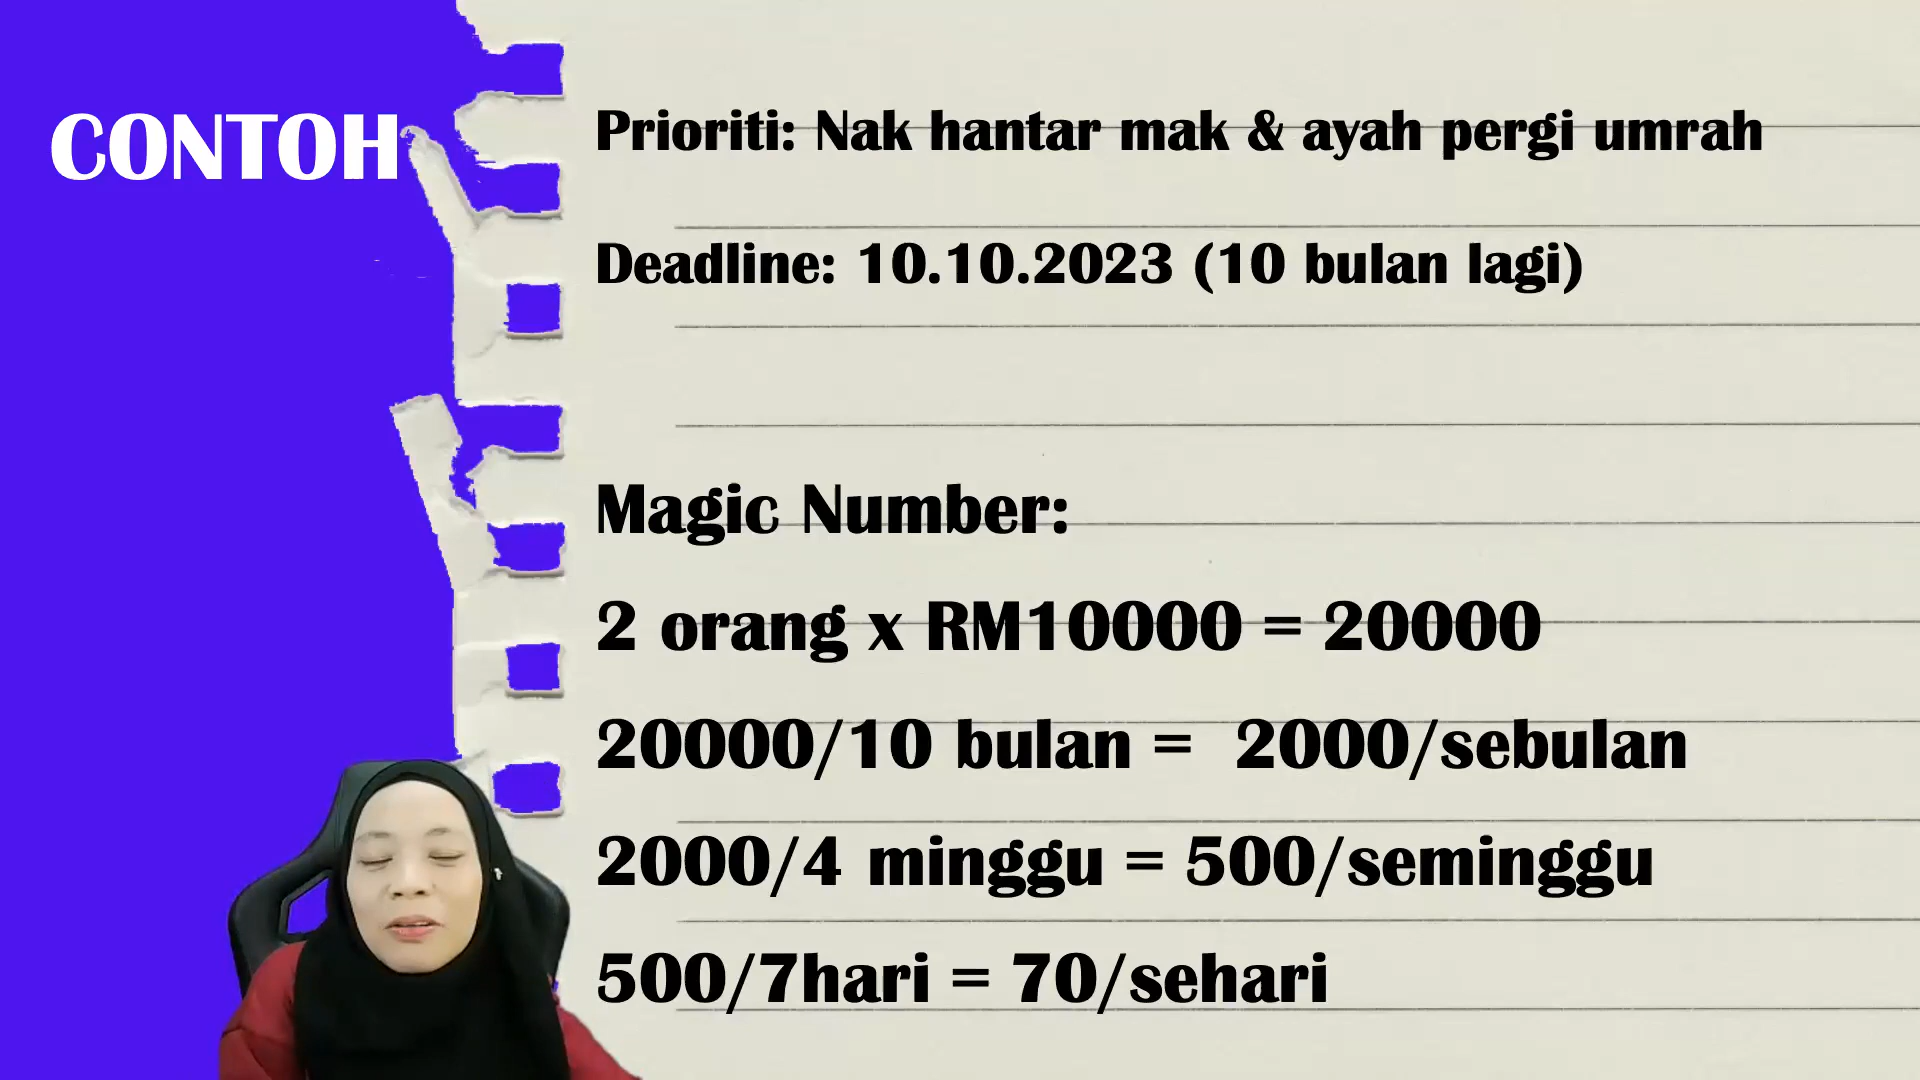 CONTOH
Prioriti: Nak hantar mak & ayah pergi umrah
Deadline: 10.10.2023 (10 bulan lagi)
Magic Number:
2 orang x RM10000 = 20000
20000/10 bulan = 2000/sebulan
2000/4 minggu = 500/seminggu
500/7hari = 70/sehari